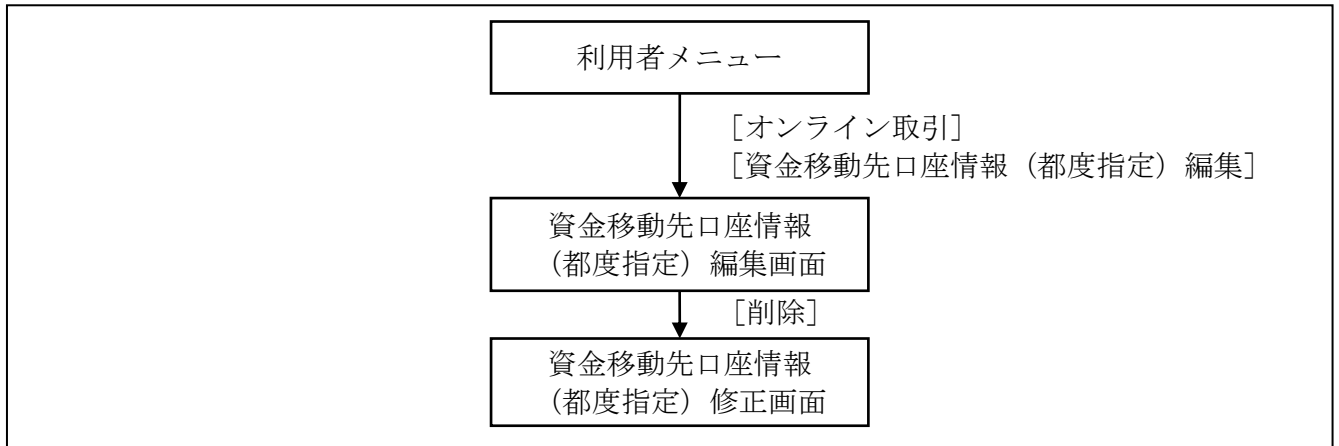 利用者メニュー
［オンライン取引］
［資金移動先口座情報（都度指定）編集］
資金移動先口座情報
（都度指定）編集画面
［削除］
資金移動先口座情報
（都度指定）修正画面